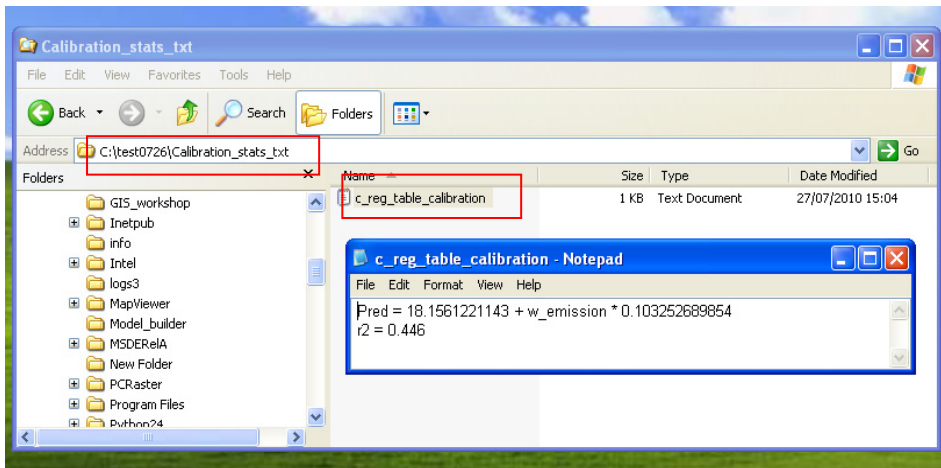 Calibration_stats_txt
File Edit View Favorites Tools Help
Back Search Folders
Address C:\test0726\Calibration_stats_txt Go
Folders Name Size Type Date Modified
GIS_workshop
Inetpub
info
Intel
logs3
MapViewer
Model_builder
MSDERelA
New Folder
PCRaster
Program Files
Python24
c_reg_table_calibration 1 KB Text Document 27/07/2010 15:04
c_reg_table_calibration - Notepad
File Edit Format View Help
Pred = 18.1561221143 + w_emission * 0.103252689854
r2 = 0.446